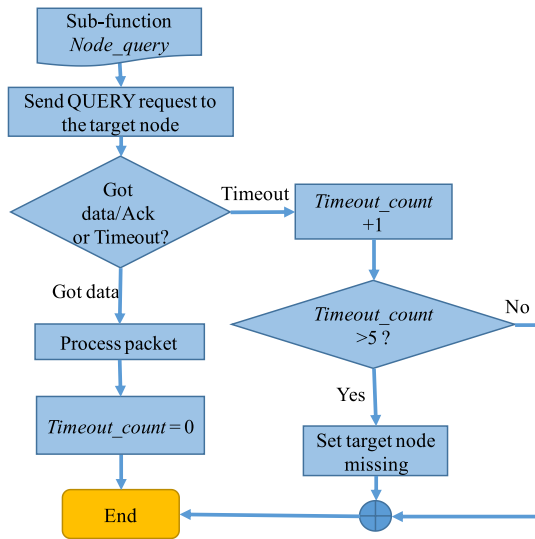 Sub-function
Node_query
Send QUERY request to
the target node
Got
data/Ack
or Timeout?
Timeout
Timeout_count
+1
Got data
Timeout_count
>5 ?
No
Process packet
Yes
Timeout_count = 0
Set target node
missing
End